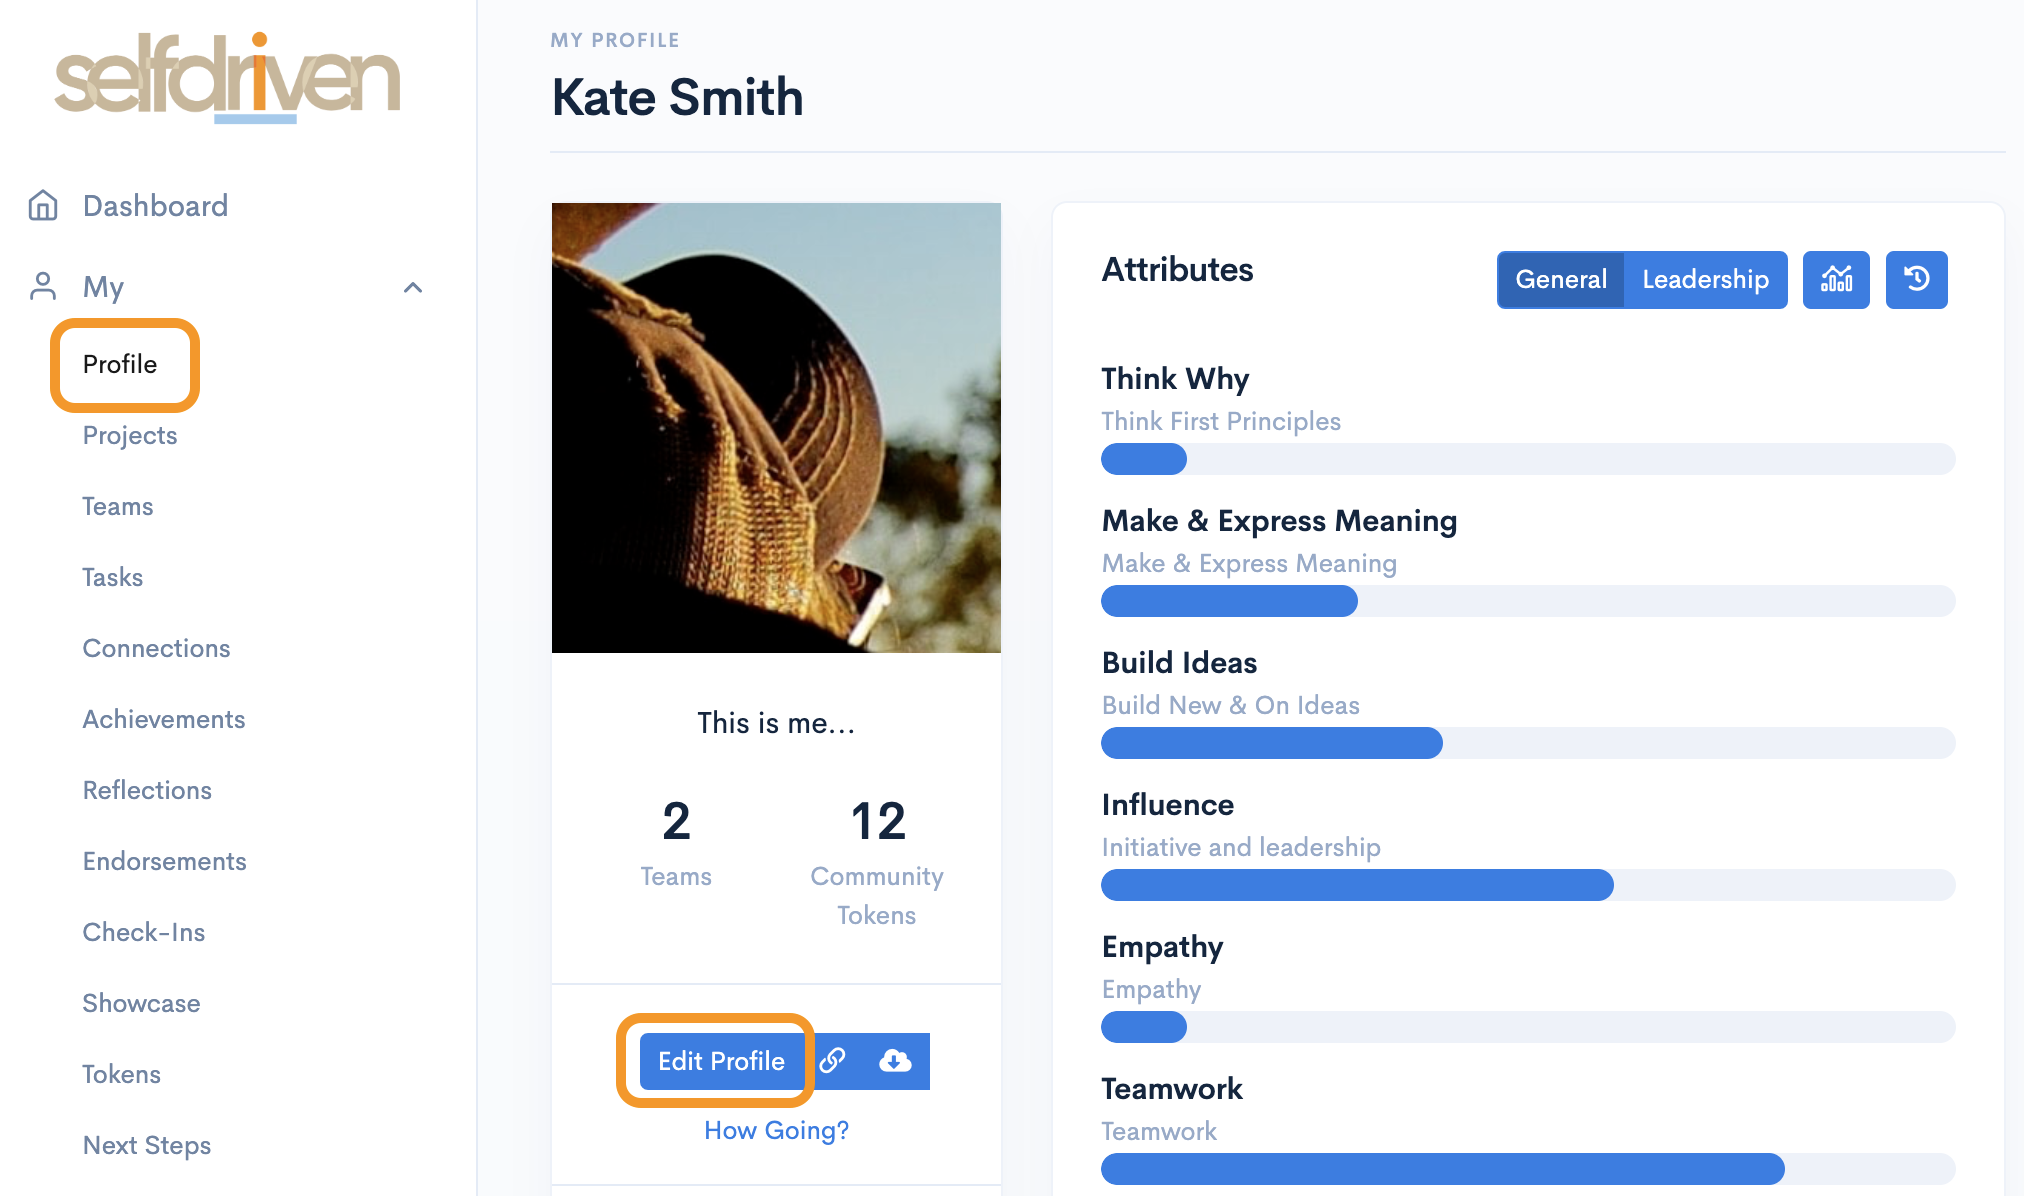 selfdriven
Dashboard
My
Profile
Projects
Teams
Tasks
Connections
Achievements
Reflections
Endorsements
Check-Ins
Showcase
Tokens
Next Steps
MY PROFILE
Kate Smith
This is me...
2
Teams
12
Community
Tokens
Edit Profile
How Going?
Attributes
General Leadership
Think Why
Think First Principles
Make & Express Meaning
Make & Express Meaning
Build Ideas
Build New & On Ideas
Influence
Initiative and leadership
Empathy
Empathy
Teamwork
Teamwork